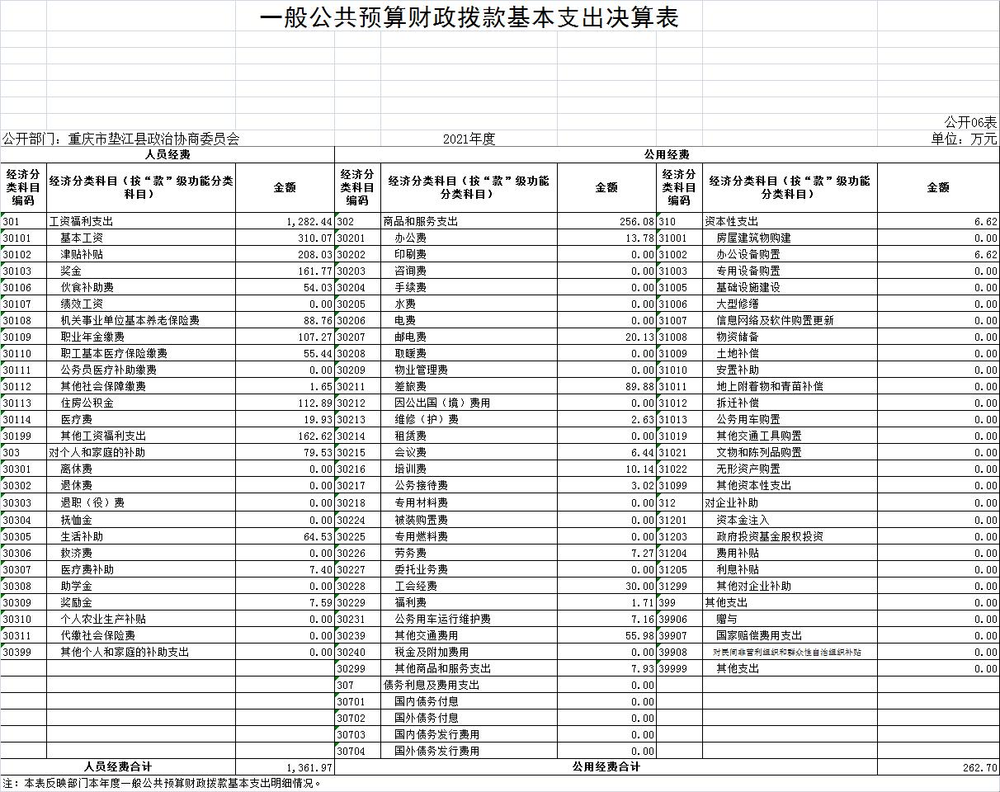 一般公共预算财政拨款基本支出决算表
公开06表
公开部门：重庆市垫江县政治协商委员会 2021年度 单位：万元
人员经费 公用经费
经济分类科目编码 经济分类科目（按“款”级功能分类科目） 金额 经济分类科目编码 经济分类科目（按“款”级功能分类科目） 金额 经济分类科目编码 经济分类科目（按“款”级功能分类科目） 金额
301 工资福利支出 1,282.44 302 商品和服务支出 256.08 310 资本性支出 6.62
30101 基本工资 310.07 30201 办公费 13.78 31001 房屋建筑物购建 0.00
30102 津贴补贴 208.03 30202 印刷费 0.00 31002 办公设备购置 6.62
30103 奖金 161.77 30203 咨询费 0.00 31003 专用设备购置 0.00
30106 伙食补助费 54.03 30204 手续费 0.00 31005 基础设施建设 0.00
30107 绩效工资 0.00 30205 水费 0.00 31006 大型修缮 0.00
30108 机关事业单位基本养老保险费 88.76 30206 电费 0.00 31007 信息网络及软件购置更新 0.00
30109 职业年金缴费 107.27 30207 邮电费 20.13 31008 物资储备 0.00
30110 职工基本医疗保险缴费 55.44 30208 取暖费 0.00 31009 土地补偿 0.00
30111 公务员医疗补助缴费 0.00 30209 物业管理费 0.00 31010 安置补助 0.00
30112 其他社会保障缴费 1.65 30211 差旅费 89.88 31011 地上附着物和青苗补偿 0.00
30113 住房公积金 112.89 30212 因公出国（境）费用 0.00 31012 拆迁补偿 0.00
30114 医疗费 19.93 30213 维修（护）费 2.63 31013 公务用车购置 0.00
30199 其他工资福利支出 162.62 30214 租赁费 0.00 31019 其他交通工具购置 0.00
303 对个人和家庭的补助 79.53 30215 会议费 6.44 31021 文物和陈列品购置 0.00
30301 离休费 0.00 30216 培训费 10.14 31022 无形资产购置 0.00
30302 退休费 0.00 30217 公务接待费 3.02 31099 其他资本性支出 0.00
30303 退职（役）费 0.00 30218 专用材料费 0.00 312 对企业补助 0.00
30304 抚恤金 0.00 30224 被装购置费 0.00 31201 资本金注入 0.00
30305 生活补助 64.53 30225 专用燃料费 0.00 31203 政府投资基金股权投资 0.00
30306 救济费 0.00 30226 劳务费 7.27 31204 费用补贴 0.00
30307 医疗费补助 7.40 30227 委托业务费 0.00 31205 利息补贴 0.00
30308 助学金 0.00 30228 工会经费 30.00 31299 其他对企业补助 0.00
30309 奖励金 7.59 30229 福利费 1.71 399 其他支出 0.00
30310 个人农业生产补贴 0.00 30231 公务用车运行维护费 7.16 39906 赠与 0.00
30311 代缴社会保险费 0.00 30239 其他交通费用 55.98 39907 国家赔偿费用支出 0.00
30399 其他个人和家庭的补助支出 0.00 30240 税金及附加费用 0.00 39908 对民间非营利组织和群众性自治组织补贴 0.00
30299 其他商品和服务支出 7.93 39999 其他支出 0.00
307 债务利息及费用支出 0.00
30701 国内债务付息 0.00
30702 国外债务付息 0.00
30703 国内债务发行费用 0.00
30704 国外债务发行费用 0.00
人员经费合计 1,361.97 公用经费合计 262.70
注：本表反映部门本年度一般公共预算财政拨款基本支出明细情况。